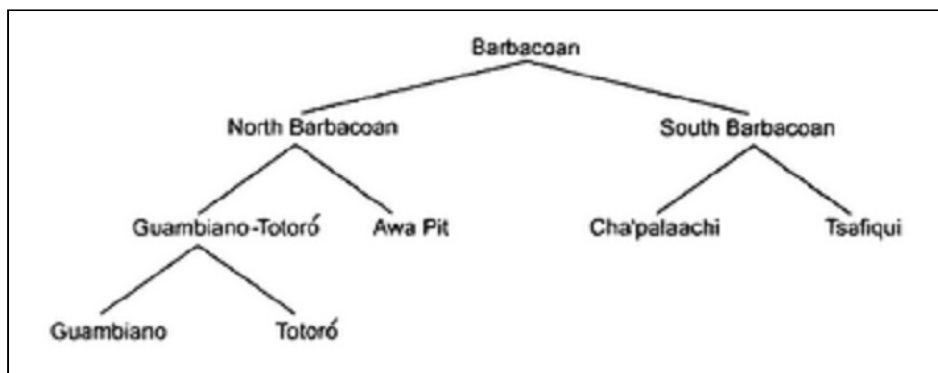 Barbacoan
North Barbacoan South Barbacoan
Guambiano-Totoró Awa Pit Cha'palaachi Tsafiqui
Guambiano Totoró